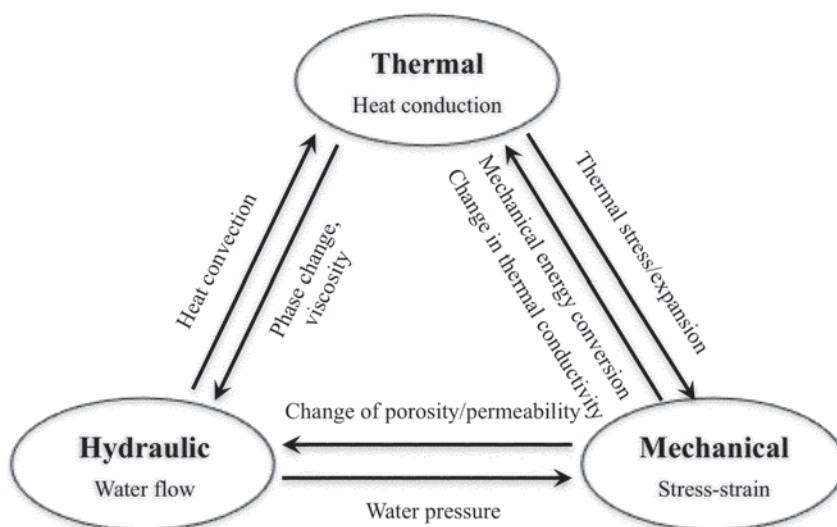 Thermal
Heat conduction
Heat convection
Phase change,
viscosity
Mechanical energy conversion
Change in thermal conductivity
Thermal stress/expansion
Change of porosity/permeability
Hydraulic
Water flow
Mechanical
Stress-strain
Water pressure